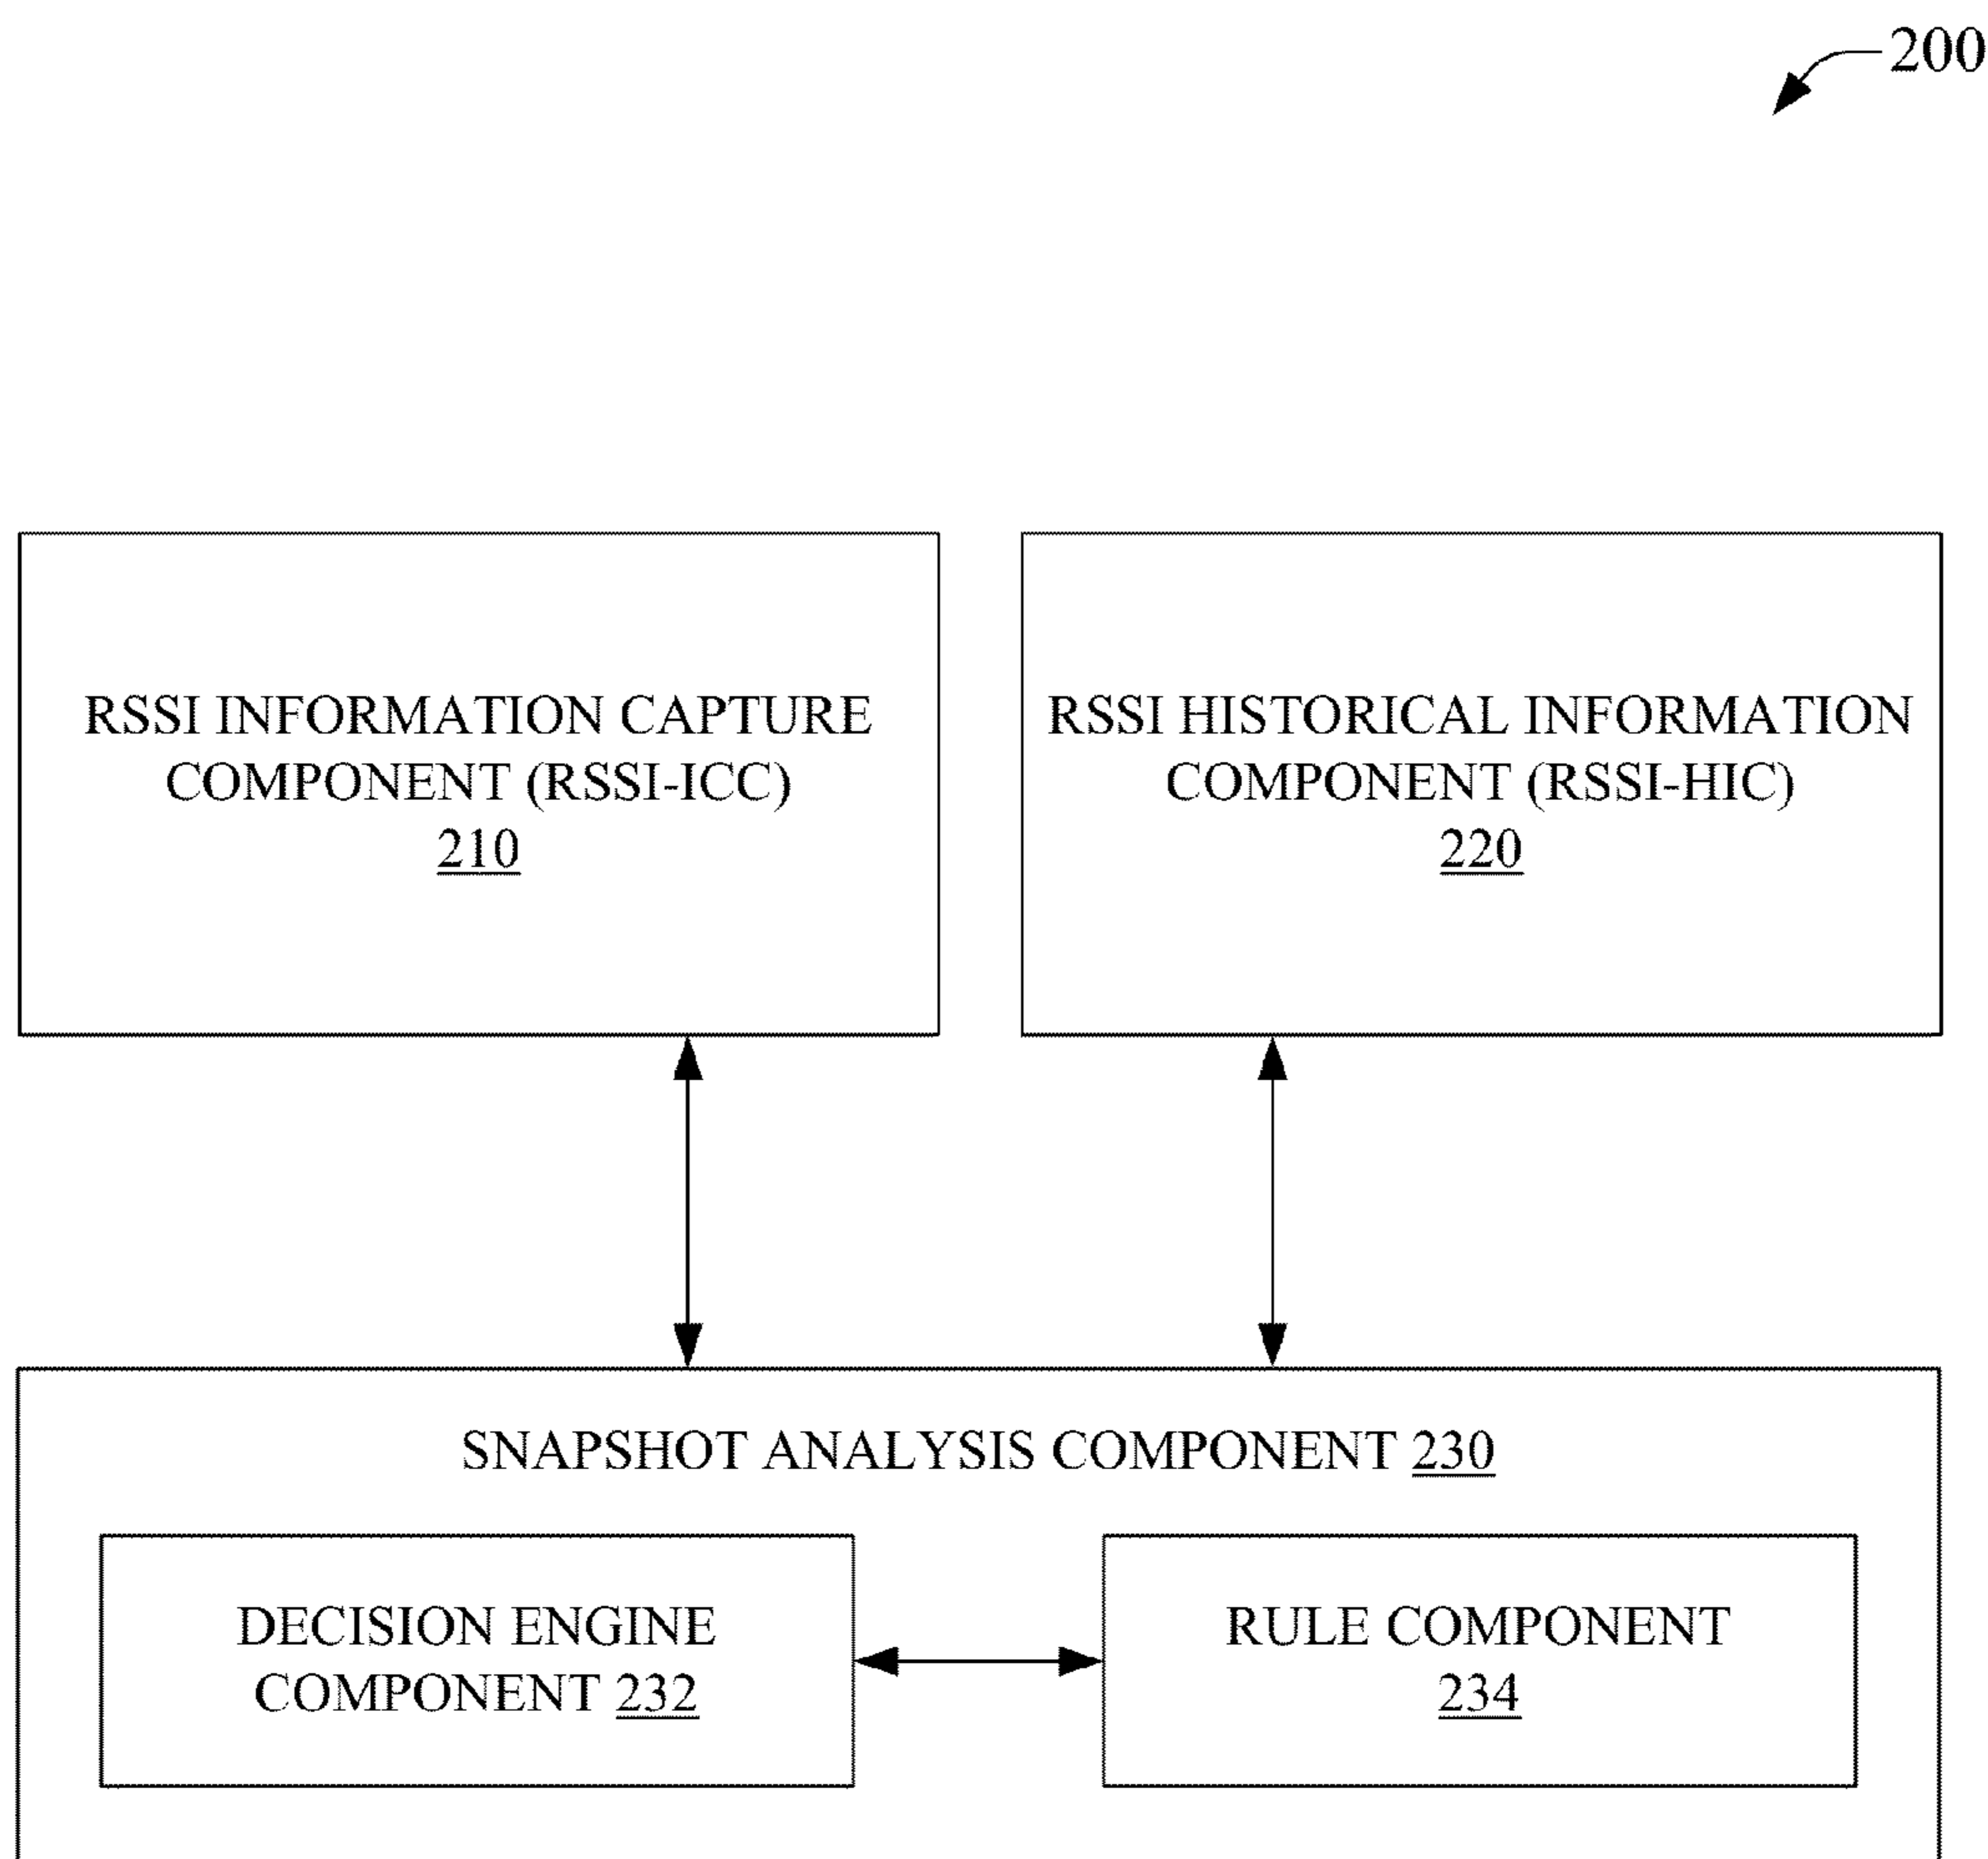 200
RSSI INFORMATION CAPTURE
COMPONENT (RSSI-ICC)
210
RSSI HISTORICAL INFORMATION
COMPONENT (RSSI-HIC)
220
SNAPSHOT ANALYSIS COMPONENT 230
DECISION ENGINE
COMPONENT 232
RULE COMPONENT
234